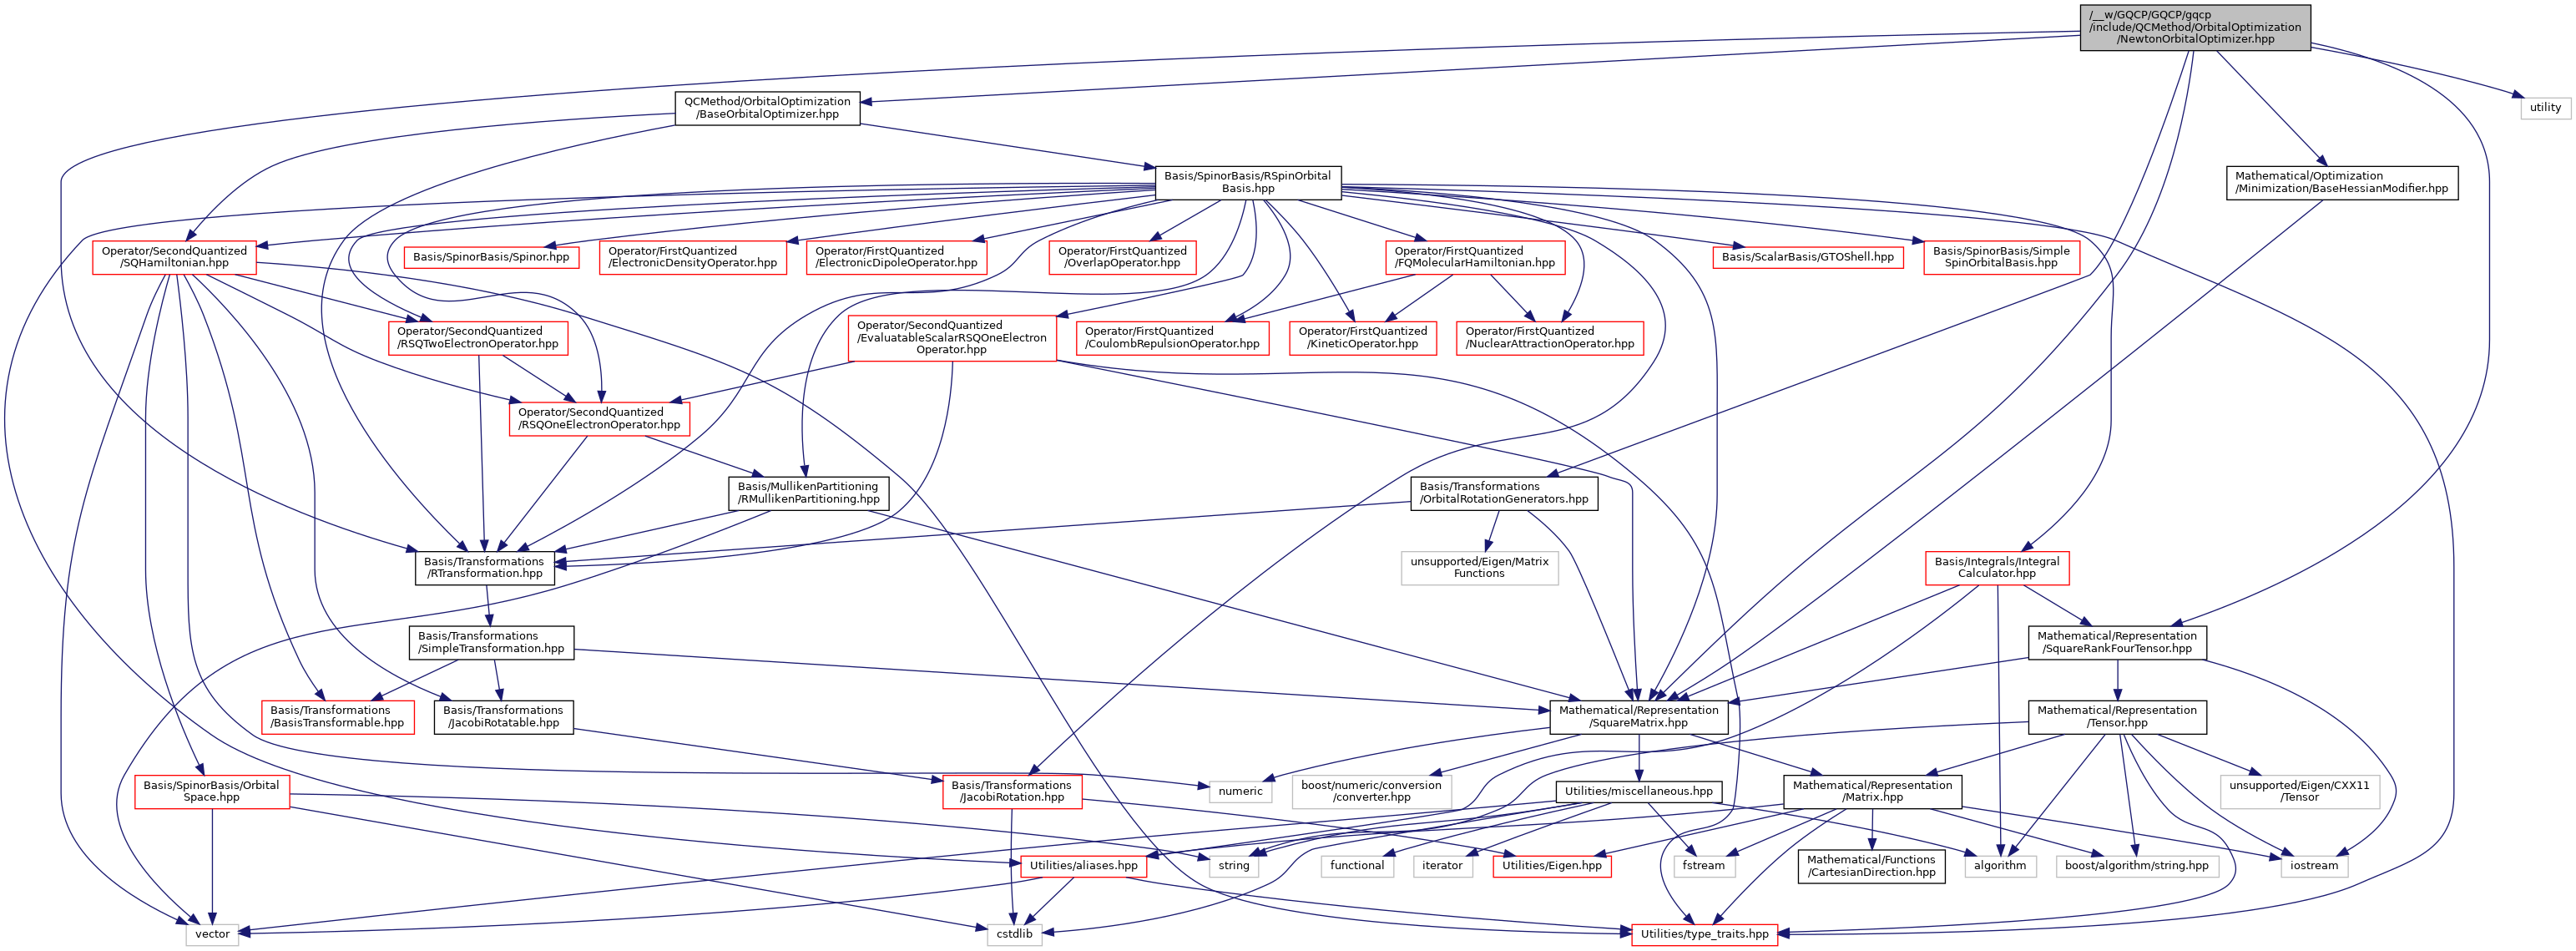 /__w/GQCP/GQCP/gqcp
/include/QCMethod/OrbitalOptimization
/NewtonOrbitalOptimizer.hpp
QCMethod/OrbitalOptimization
/BaseOrbitalOptimizer.hpp
utility
Basis/SpinorBasis/RSpinOrbital
Basis.hpp
Mathematical/Optimization
/Minimization/BaseHessianModifier.hpp
Operator/SecondQuantized
/SQHamiltonian.hpp
Basis/SpinorBasis/Spinor.hpp
Operator/FirstQuantized
/ElectronicDensityOperator.hpp
Operator/FirstQuantized
/ElectronicDipoleOperator.hpp
Operator/FirstQuantized
/OverlapOperator.hpp
Operator/FirstQuantized
/FQMolecularHamiltonian.hpp
Basis/ScalarBasis/GTOShell.hpp
Basis/SpinorBasis/Simple
SpinOrbitalBasis.hpp
Operator/SecondQuantized
/RSQTwoElectronOperator.hpp
Operator/SecondQuantized
/EvaluatableScalarRSQOneElectron
Operator.hpp
Operator/FirstQuantized
/CoulombRepulsionOperator.hpp
Operator/FirstQuantized
/KineticOperator.hpp
Operator/FirstQuantized
/NuclearAttractionOperator.hpp
Operator/SecondQuantized
/RSQOneElectronOperator.hpp
Basis/MullikenPartitioning
/RMullikenPartitioning.hpp
Basis/Transformations
/OrbitalRotationGenerators.hpp
Basis/Transformations
/RTransformation.hpp
unsupported/Eigen/Matrix
Functions
Basis/Integrals/Integral
Calculator.hpp
Basis/Transformations
/SimpleTransformation.hpp
Mathematical/Representation
/SquareRankFourTensor.hpp
Basis/Transformations
/BasisTransformable.hpp
Basis/Transformations
/JacobiRotatable.hpp
Mathematical/Representation
/SquareMatrix.hpp
Mathematical/Representation
/Tensor.hpp
Basis/SpinorBasis/Orbital
Space.hpp
Basis/Transformations
/JacobiRotation.hpp
numeric
boost/numeric/conversion
/converter.hpp
Utilities/miscellaneous.hpp
Mathematical/Representation
/Matrix.hpp
unsupported/Eigen/CXX11
/Tensor
Utilities/aliases.hpp
string
functional
iterator
Utilities/Eigen.hpp
fstream
Mathematical/Functions
/CartesianDirection.hpp
algorithm
boost/algorithm/string.hpp
iostream
vector
cstdlib
Utilities/type_traits.hpp